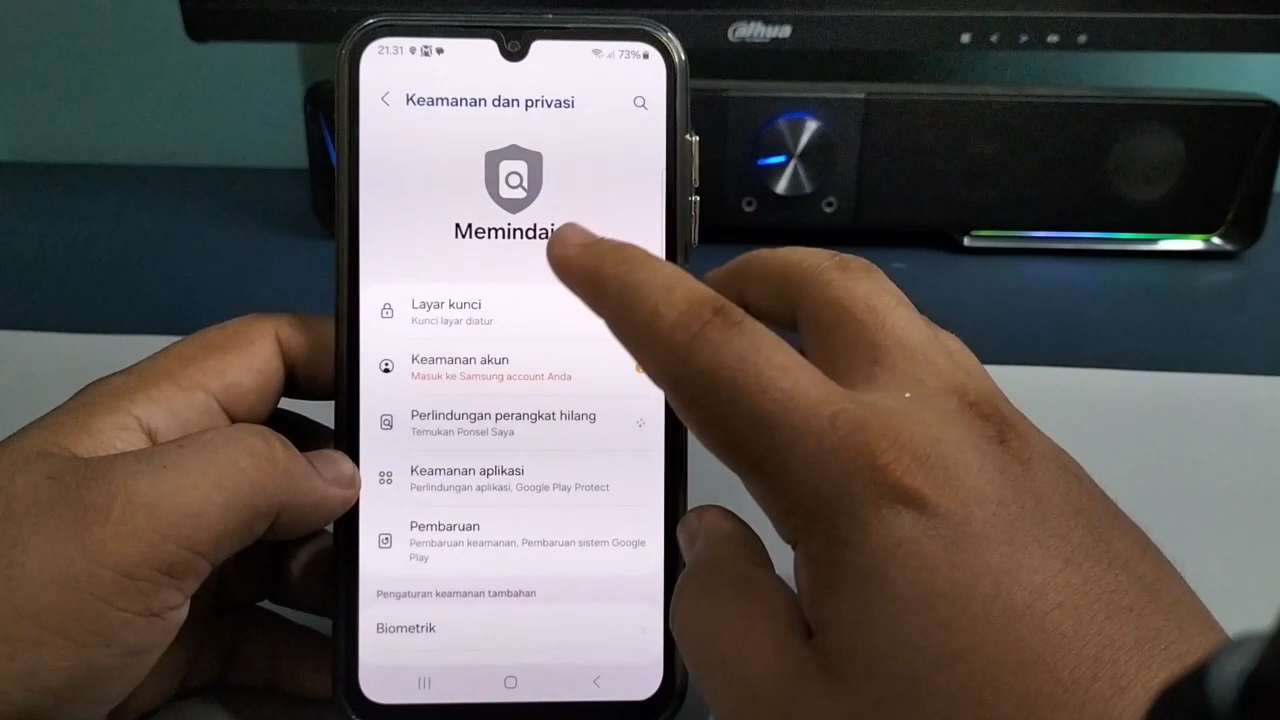 alhua
21.31
73%
Keamanan dan privasi
Memindai
Layar kunci
Kunci layar diatur
Keamanan akun
Masuk ke Samsung account Anda
Perlindungan perangkat hilang
Temukan Ponsel Saya
Keamanan aplikasi
Perlindungan aplikasi, Google Play Protect
Pembaruan
Pembaruan keamanan, Pembaruan sistem Google
Play
Pengaturan keamanan tambahan
Biometrik